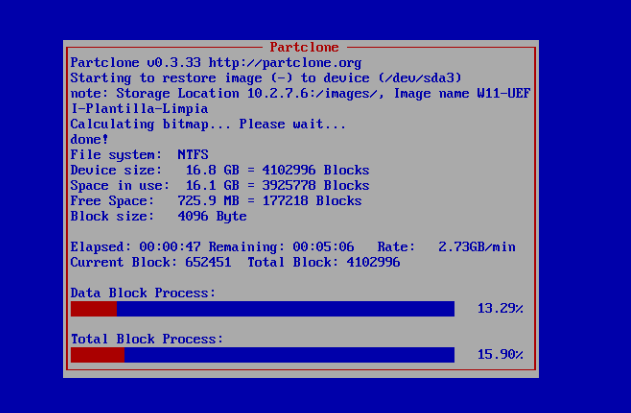 Partclone
Partclone v0.3.33 http://partclone.org
Starting to restore image (-) to device (/dev/sda3)
note: Storage Location 10.2.7.6:/images/, Image name W11-UEF
I-Plantilla-Limpia
Calculating bitmap... Please wait...
done!
File system:  NTFS
Device size:   16.8 GB = 4102996 Blocks
Space in use:  16.1 GB = 3925778 Blocks
Free Space:   725.9 MB = 177218 Blocks
Block size:   4096 Byte
Elapsed: 00:00:47 Remaining: 00:05:06   Rate:   2.73GB/min
Current Block: 652451  Total Block: 4102996
Data Block Process:
13.29%
Total Block Process:
15.90%